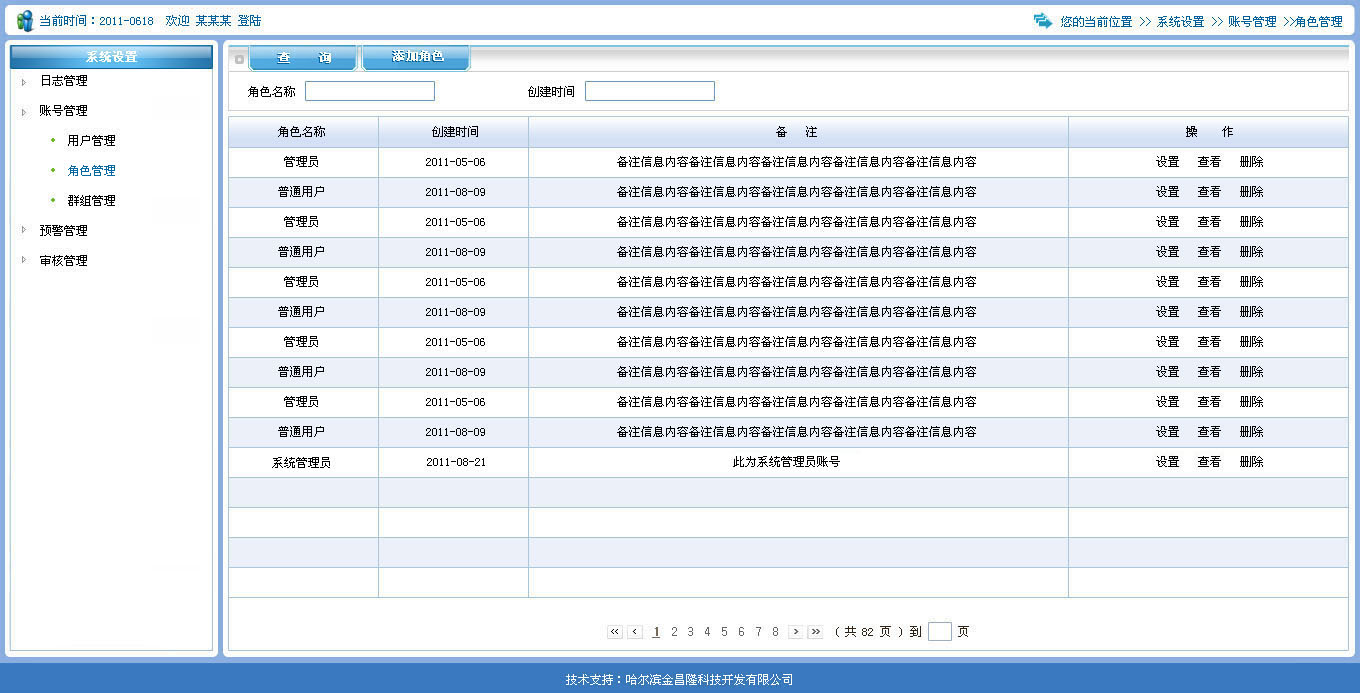 当前时间：2011-0618 欢迎 某某某 登陆 您的当前位置 >> 系统设置 >> 账号管理 >>角色管理
系统设置
日志管理
账号管理
用户管理
角色管理
群组管理
预警管理
审核管理
查 询 添加角色
角色名称 创建时间
角色名称 创建时间 备 注 操 作
管理员 2011-05-06 备注信息内容备注信息内容备注信息内容备注信息内容备注信息内容 设置 查看 删除
普通用户 2011-08-09 备注信息内容备注信息内容备注信息内容备注信息内容备注信息内容 设置 查看 删除
管理员 2011-05-06 备注信息内容备注信息内容备注信息内容备注信息内容备注信息内容 设置 查看 删除
普通用户 2011-08-09 备注信息内容备注信息内容备注信息内容备注信息内容备注信息内容 设置 查看 删除
管理员 2011-05-06 备注信息内容备注信息内容备注信息内容备注信息内容备注信息内容 设置 查看 删除
普通用户 2011-08-09 备注信息内容备注信息内容备注信息内容备注信息内容备注信息内容 设置 查看 删除
管理员 2011-05-06 备注信息内容备注信息内容备注信息内容备注信息内容备注信息内容 设置 查看 删除
普通用户 2011-08-09 备注信息内容备注信息内容备注信息内容备注信息内容备注信息内容 设置 查看 删除
管理员 2011-05-06 备注信息内容备注信息内容备注信息内容备注信息内容备注信息内容 设置 查看 删除
普通用户 2011-08-09 备注信息内容备注信息内容备注信息内容备注信息内容备注信息内容 设置 查看 删除
系统管理员 2011-08-21 此为系统管理员账号 设置 查看 删除
« ‹ 1 2 3 4 5 6 7 8 › » （ 共 82 页 ）到 页
技术支持：哈尔滨金昌隆科技开发有限公司